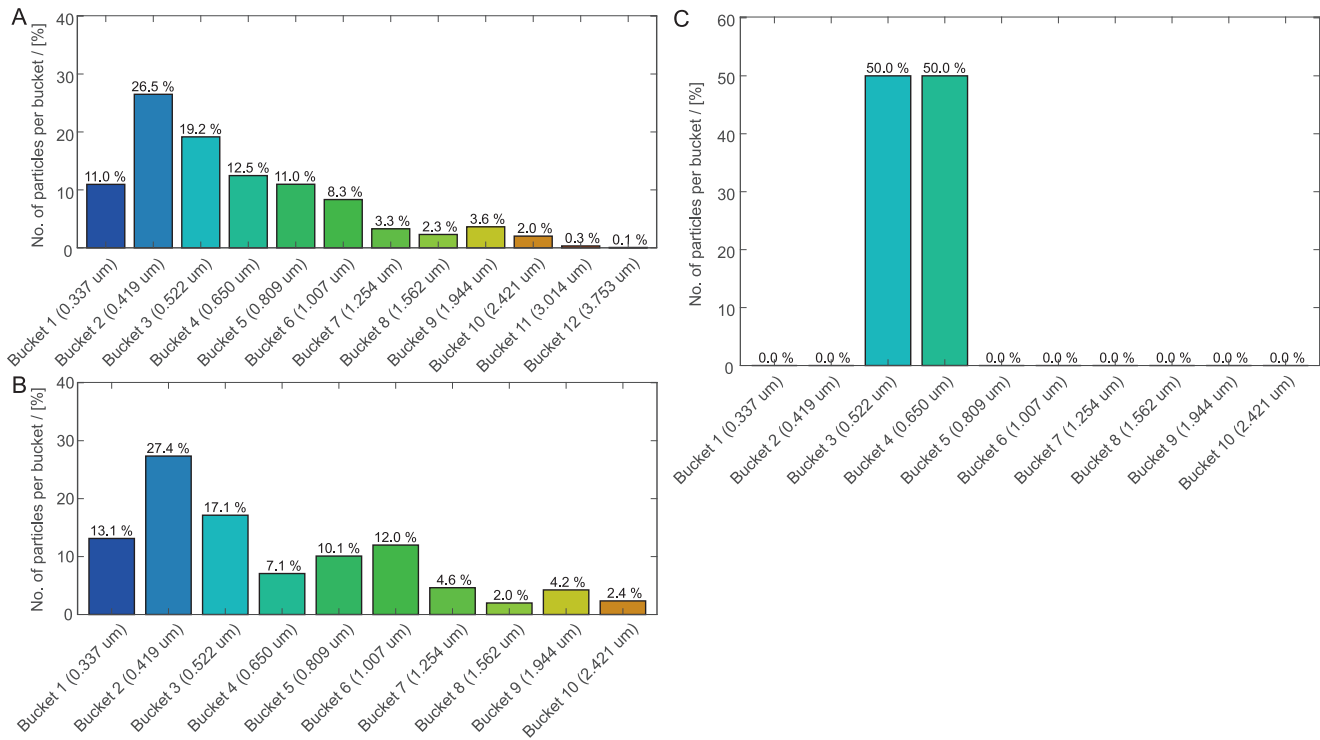 A
No. of particles per bucket / [%]
40
30
20
10
0
11.0 %
26.5 %
19.2 %
12.5 %
11.0 %
8.3 %
3.3 %
2.3 %
3.6 %
2.0 %
0.3 %
0.1 %
Bucket 1 (0.337 um)
Bucket 2 (0.419 um)
Bucket 3 (0.522 um)
Bucket 4 (0.650 um)
Bucket 5 (0.809 um)
Bucket 6 (1.007 um)
Bucket 7 (1.254 um)
Bucket 8 (1.562 um)
Bucket 9 (1.944 um)
Bucket 10 (2.421 um)
Bucket 11 (3.014 um)
Bucket 12 (3.753 um)
B
No. of particles per bucket / [%]
40
30
20
10
0
13.1 %
27.4 %
17.1 %
7.1 %
10.1 %
12.0 %
4.6 %
2.0 %
4.2 %
2.4 %
Bucket 1 (0.337 um)
Bucket 2 (0.419 um)
Bucket 3 (0.522 um)
Bucket 4 (0.650 um)
Bucket 5 (0.809 um)
Bucket 6 (1.007 um)
Bucket 7 (1.254 um)
Bucket 8 (1.562 um)
Bucket 9 (1.944 um)
Bucket 10 (2.421 um)
C
No. of particles per bucket / [%]
60
50
40
30
20
10
0
0.0 %
0.0 %
50.0 %
50.0 %
0.0 %
0.0 %
0.0 %
0.0 %
0.0 %
0.0 %
Bucket 1 (0.337 um)
Bucket 2 (0.419 um)
Bucket 3 (0.522 um)
Bucket 4 (0.650 um)
Bucket 5 (0.809 um)
Bucket 6 (1.007 um)
Bucket 7 (1.254 um)
Bucket 8 (1.562 um)
Bucket 9 (1.944 um)
Bucket 10 (2.421 um)